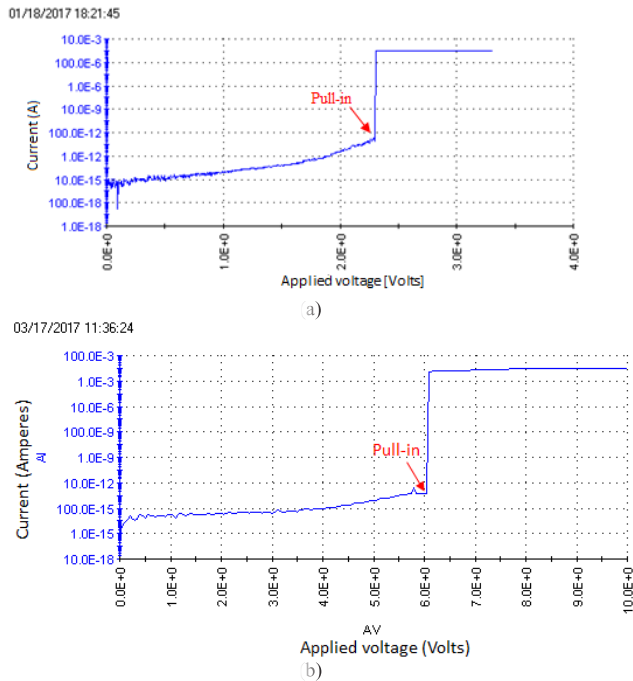 01/18/2017 18:21:45
10.0E-3
100.0E-6
1.0E-6
10.0E-9
100.0E-12
1.0E-12
10.0E-15
100.0E-18
1.0E-18
Current (A)
Pull-in
0.0E+0
1.0E+0
2.0E+0
3.0E+0
4.0E+0
Applied voltage[Volts]
(a)
03/17/2017 11:36:24
100.0E-3
1.0E-3
10.0E-6
100.0E-9
1.0E-9
10.0E-12
100.0E-15
1.0E-15
10.0E-18
Current (Amperes)
AI
Pull-in
0.0E+0
1.0E+0
2.0E+0
3.0E+0
4.0E+0
5.0E+0
6.0E+0
7.0E+0
8.0E+0
9.0E+0
10.0E+0
AV
Applied voltage (Volts)
(b)